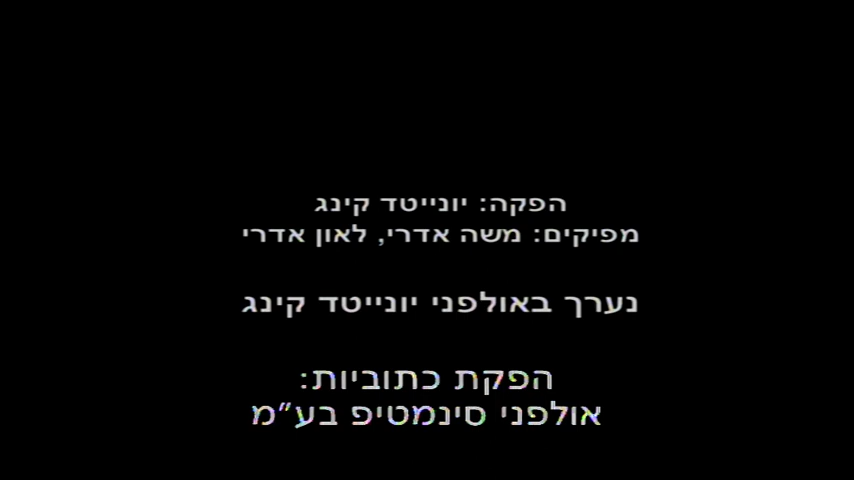 הפקה: יונייטד קינג
מפיקים: משה אדרי, לאון אדרי
נערך באולפני יונייטד קינג
הפקת כתוביות:
אולפני סינמטיפ בע״מ